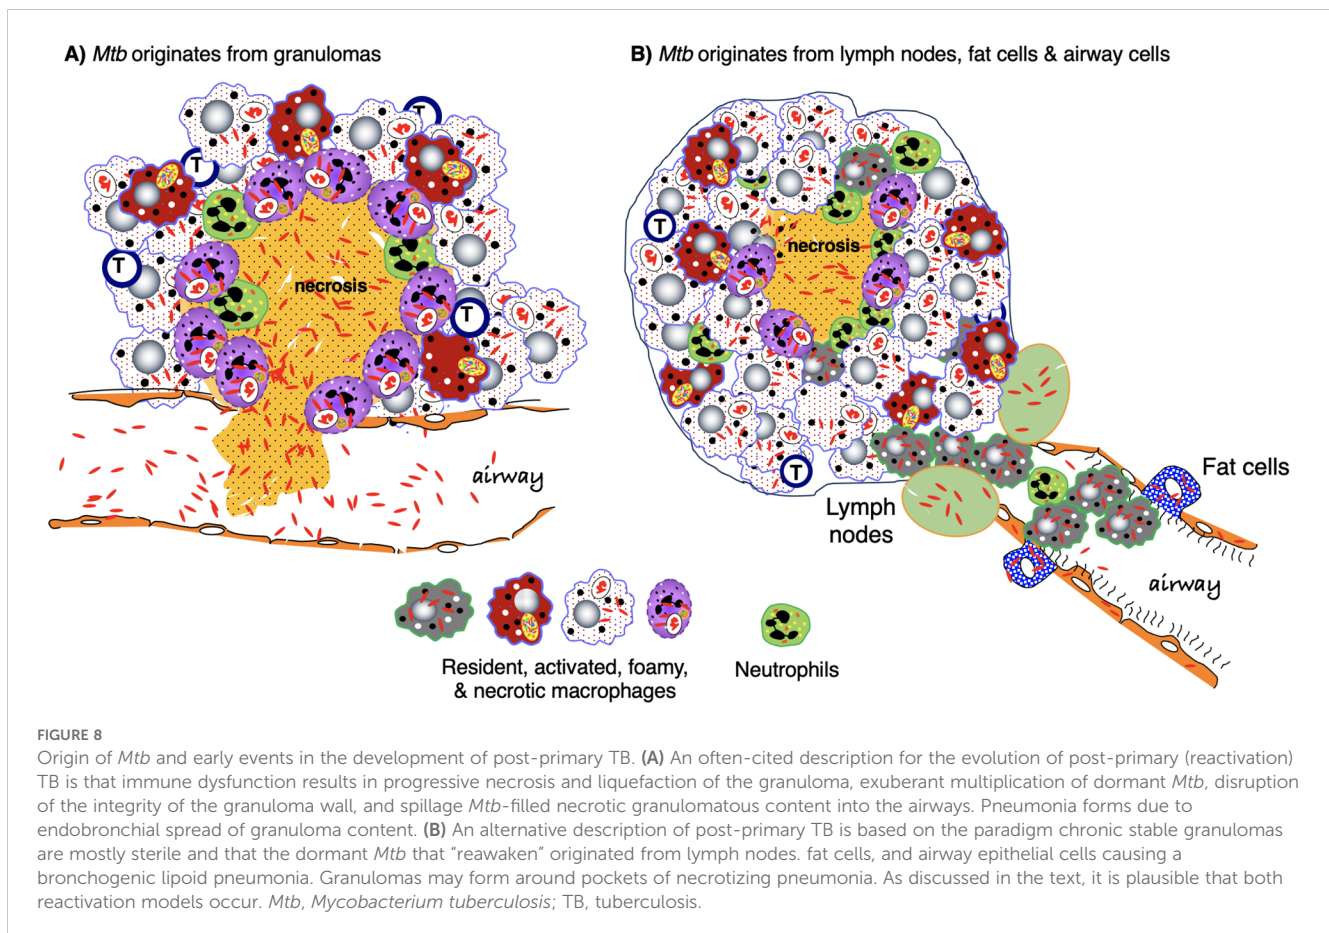 A) Mtb originates from granulomas
B) Mtb originates from lymph nodes, fat cells & airway cells
T
T
T
T
necrosis
airway
T
T
necrosis
Lymph
nodes
Fat cells
airway
Resident, activated, foamy,
& necrotic macrophages
Neutrophils
FIGURE 8
Origin of Mtb and early events in the development of post-primary TB. (A) An often-cited description for the evolution of post-primary (reactivation)
TB is that immune dysfunction results in progressive necrosis and liquefaction of the granuloma, exuberant multiplication of dormant Mtb, disruption
of the integrity of the granuloma wall, and spillage Mtb-filled necrotic granulomatous content into the airways. Pneumonia forms due to
endobronchial spread of granuloma content. (B) An alternative description of post-primary TB is based on the paradigm chronic stable granulomas
are mostly sterile and that the dormant Mtb that “reawaken” originated from lymph nodes. fat cells, and airway epithelial cells causing a
bronchogenic lipoid pneumonia. Granulomas may form around pockets of necrotizing pneumonia. As discussed in the text, it is plausible that both
reactivation models occur. Mtb, Mycobacterium tuberculosis; TB, tuberculosis.